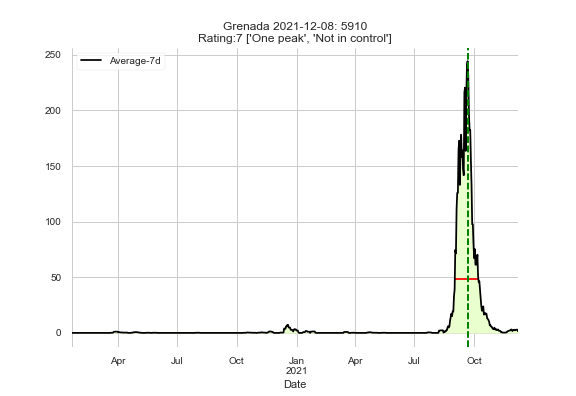 Grenada 2021-12-08: 5910
Rating:7 ['One peak', 'Not in control']
Average-7d
250
200
150
100
50
0
Apr Jul Oct Jan Apr Jul Oct
2021
Date